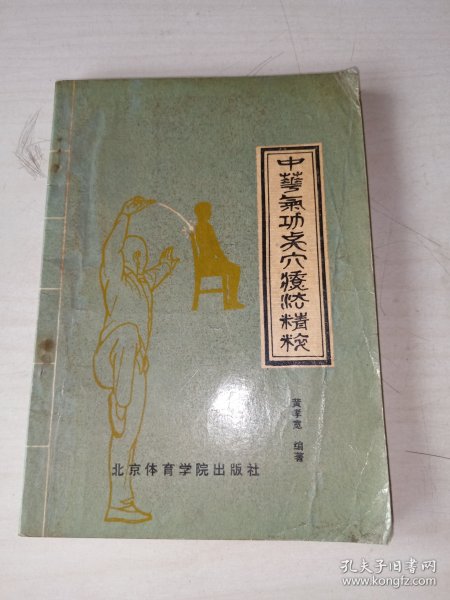 中華氣功点穴療法精粹
黄孝宽 编著
北京体育学院出版社
孔夫子旧书网
www.kongfz.com